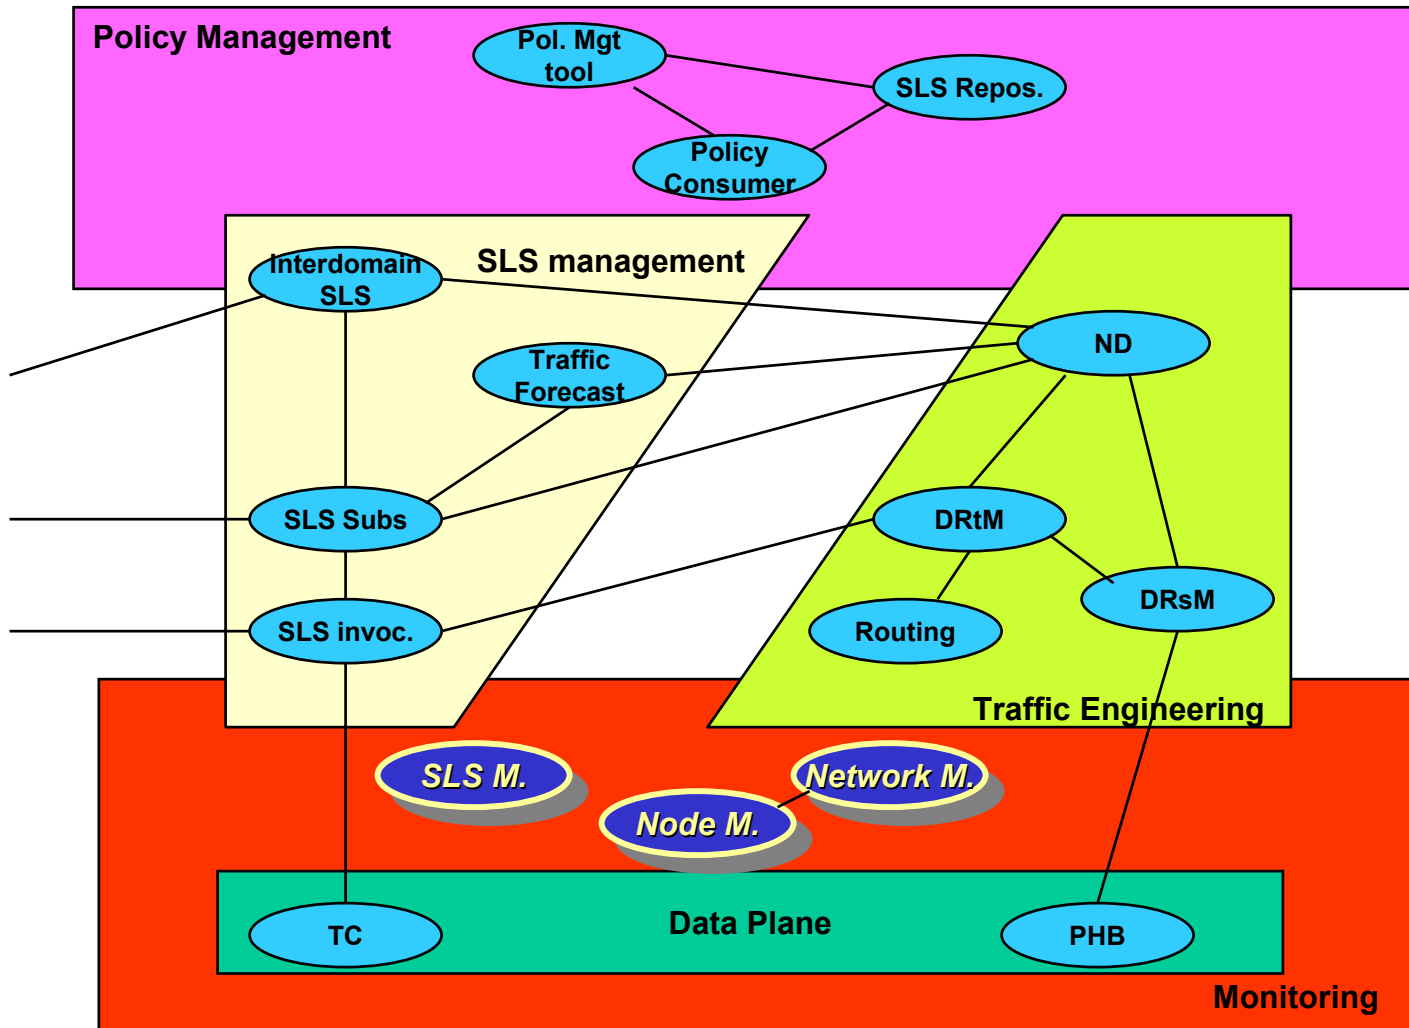 Policy Management
Pol. Mgt
tool
SLS Repos.
Policy
Consumer
SLS management
Interdomain
SLS
Traffic
Forecast
ND
SLS Subs
DRtM
DRsM
SLS invoc.
Routing
Traffic Engineering
SLS M.
Network M.
Node M.
Data Plane
TC
PHB
Monitoring